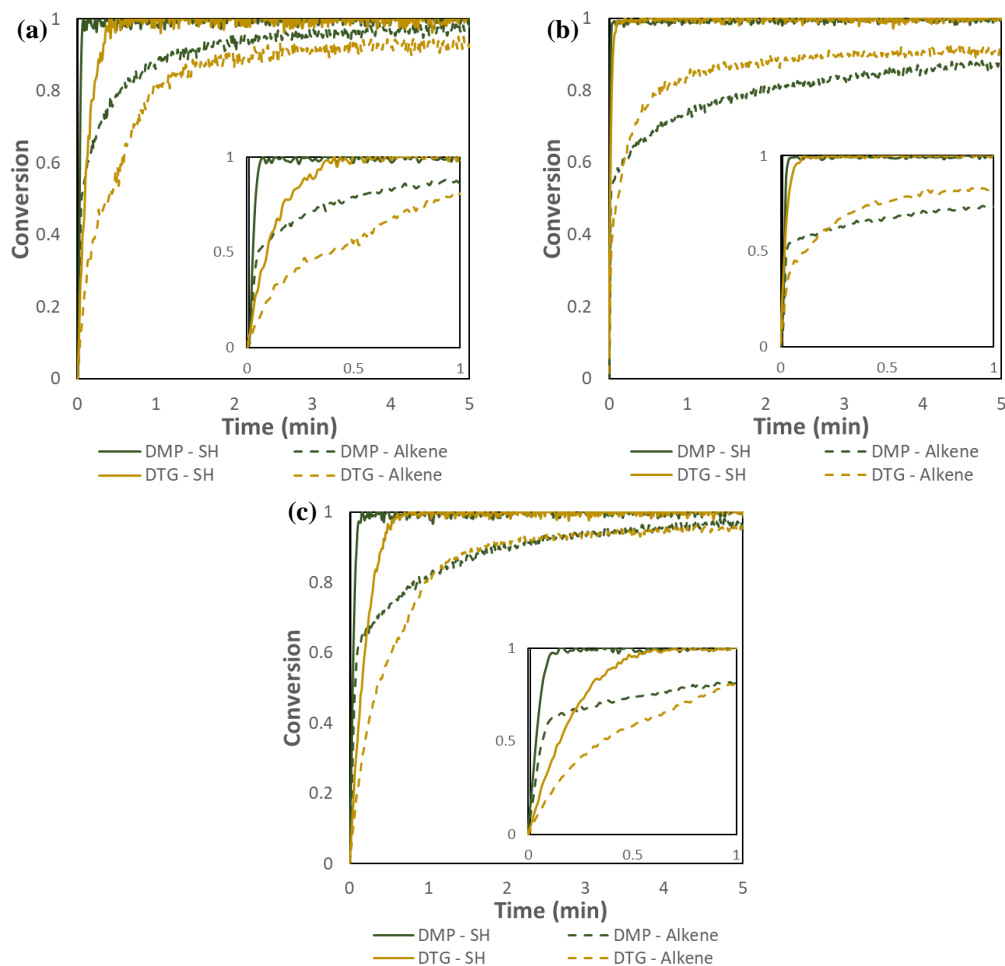 (a)
Conversion
1
0.8
0.6
0.4
0.2
0
1
0.5
0
0 0.5 1
0 1 2 3 4 5
Time (min)
DMP - SH DMP - Alkene
DTG - SH DTG - Alkene
(b)
Conversion
1
0.8
0.6
0.4
0.2
0
1
0.5
0
0 0.5 1
0 1 2 3 4 5
Time (min)
DMP - SH DMP - Alkene
DTG - SH DTG - Alkene
(c)
Conversion
1
0.8
0.6
0.4
0.2
0
1
0.5
0
0 0.5 1
0 1 2 3 4 5
Time (min)
DMP - SH DMP - Alkene
DTG - SH DTG - Alkene